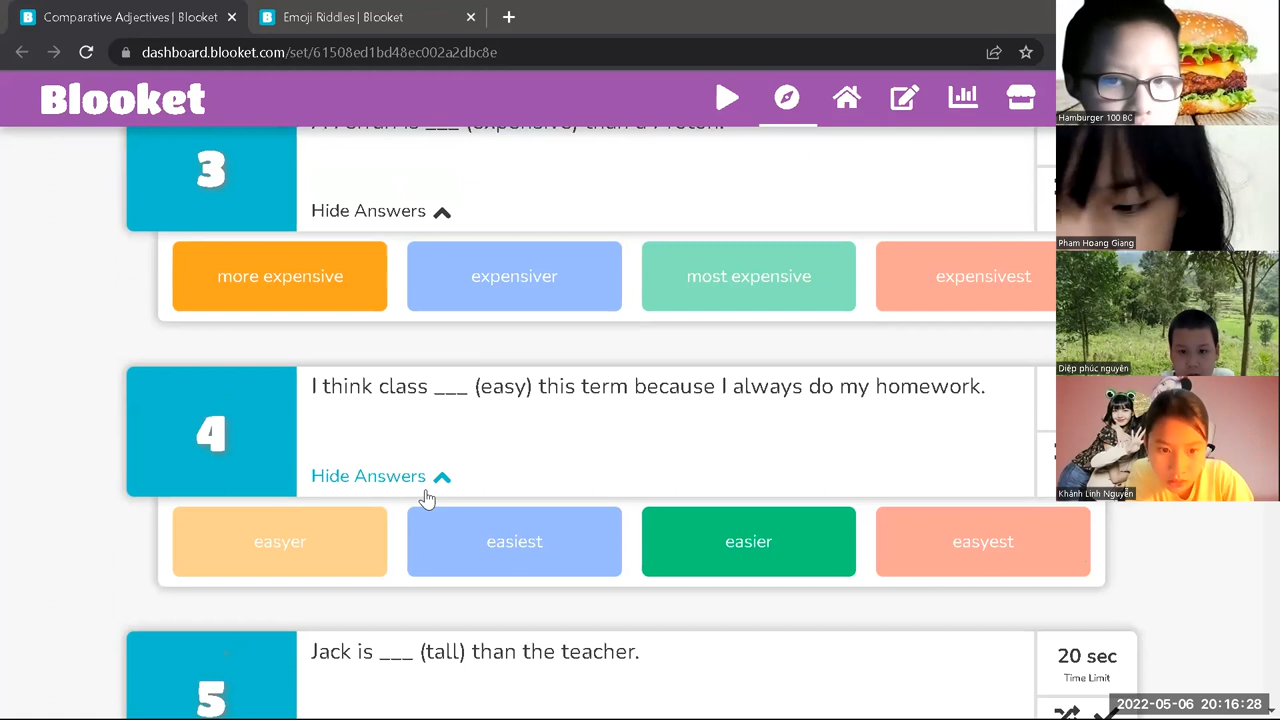 Comparative Adjectives | Blooket
Emoji Riddles | Blooket
dashboard.blooket.com/set/61508ed1bd48ec002a2dbc8e
Blooket
3
Hide Answers
more expensive
expensiver
most expensive
expensivest
4
I think class ___ (easy) this term because I always do my homework.
Hide Answers
easyer
easiest
easier
easyest
5
Jack is ___ (tall) than the teacher.
20 sec
Time Limit
Hamburger 100 BC
Pham Hoang Giang
Diệp phúc nguyên
Khánh Linh Nguyễn
2022-05-06 20:16:28